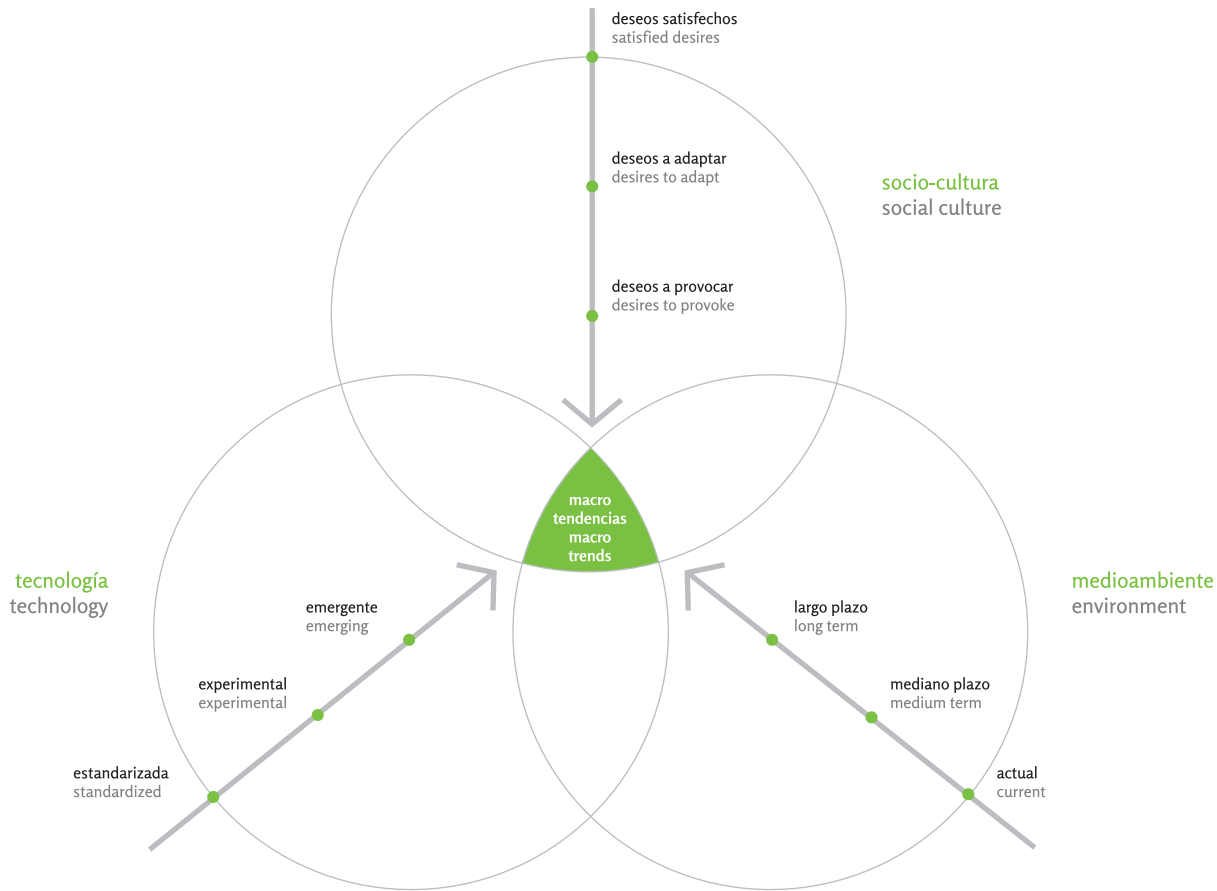 deseos satisfechos
satisfied desires
deseos a adaptar
desires to adapt
socio-cultura
social culture
deseos a provocar
desires to provoke
macro
tendencias
macro
trends
tecnología
technology
emergente
emerging
experimental
experimental
estandarizada
standardized
medioambiente
environment
largo plazo
long term
mediano plazo
medium term
actual
current